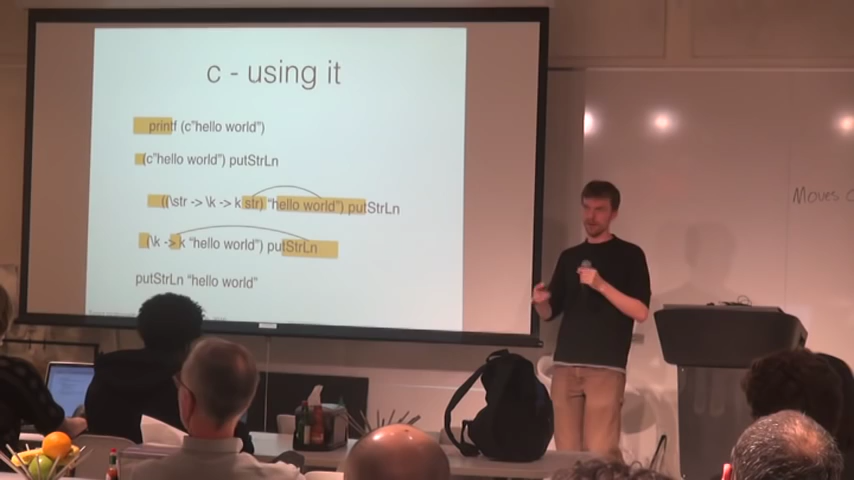 c - using it
printf (c"hello world")
(c"hello world") putStrLn
((\str -> \k -> k str) "hello world") putStrLn
(\k -> k "hello world") putStrLn
putStrLn "hello world"
Moves